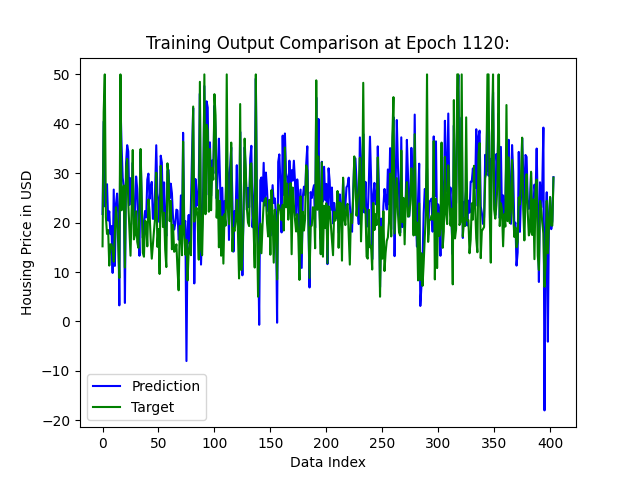 Training Output Comparison at Epoch 1120:
50
40
30
20
10
0
−10
−20
Housing Price in USD
Prediction
Target
0 50 100 150 200 250 300 350 400
Data Index